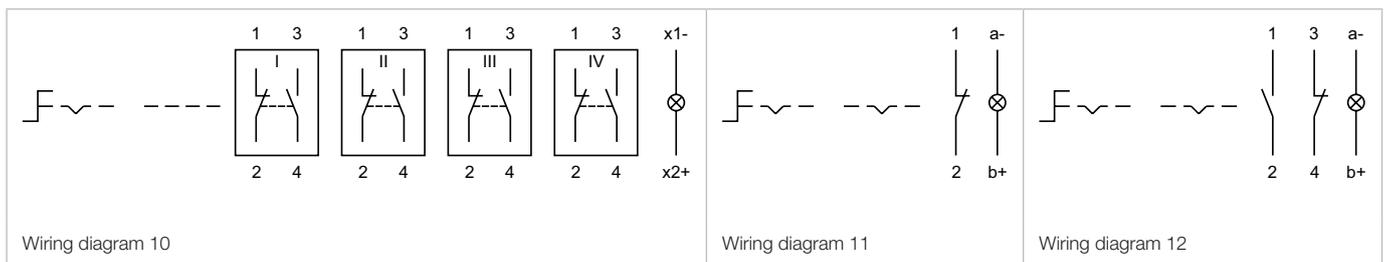 1 3 1 3 1 3 1 3 x1- 1 a- 1 3 a-
I II III IV
2 4 2 4 2 4 2 4 x2+ 2 b+ 2 4 b+
Wiring diagram 10 Wiring diagram 11 Wiring diagram 12